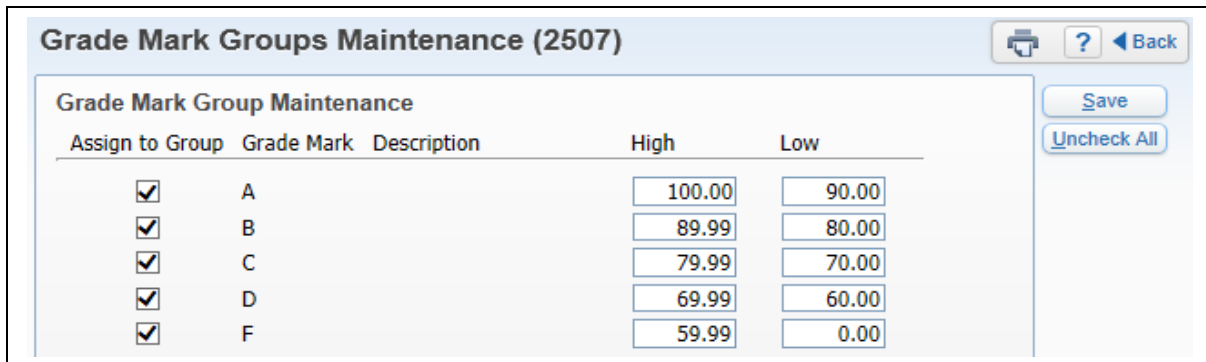 Grade Mark Groups Maintenance (2507) ? Back
Grade Mark Group Maintenance Save
Assign to Group Grade Mark Description High Low Uncheck All
A 100.00 90.00
B 89.99 80.00
C 79.99 70.00
D 69.99 60.00
F 59.99 0.00